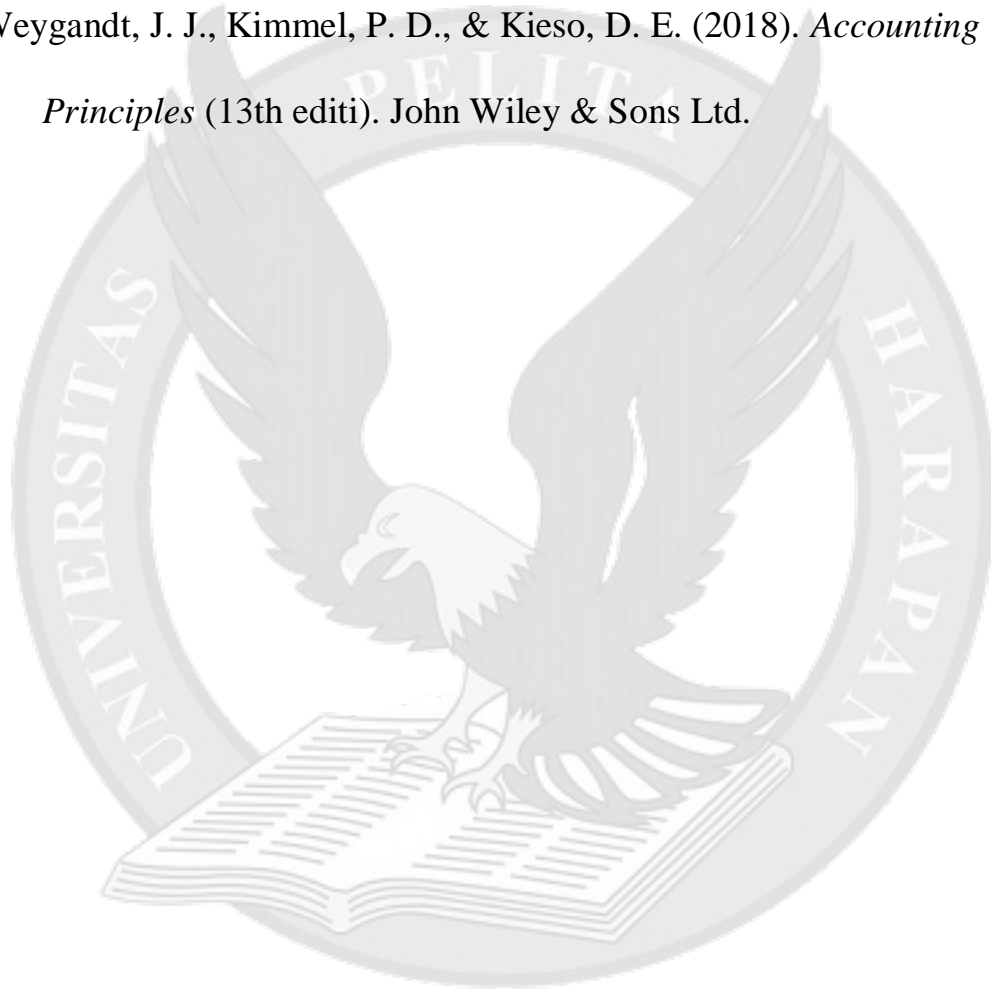 Weygandt, J. J., Kimmel, P. D., & Kieso, D. E. (2018). Accounting
Principles (13th editi). John Wiley & Sons Ltd.
UNIVERSITAS PELITA HARAPAN